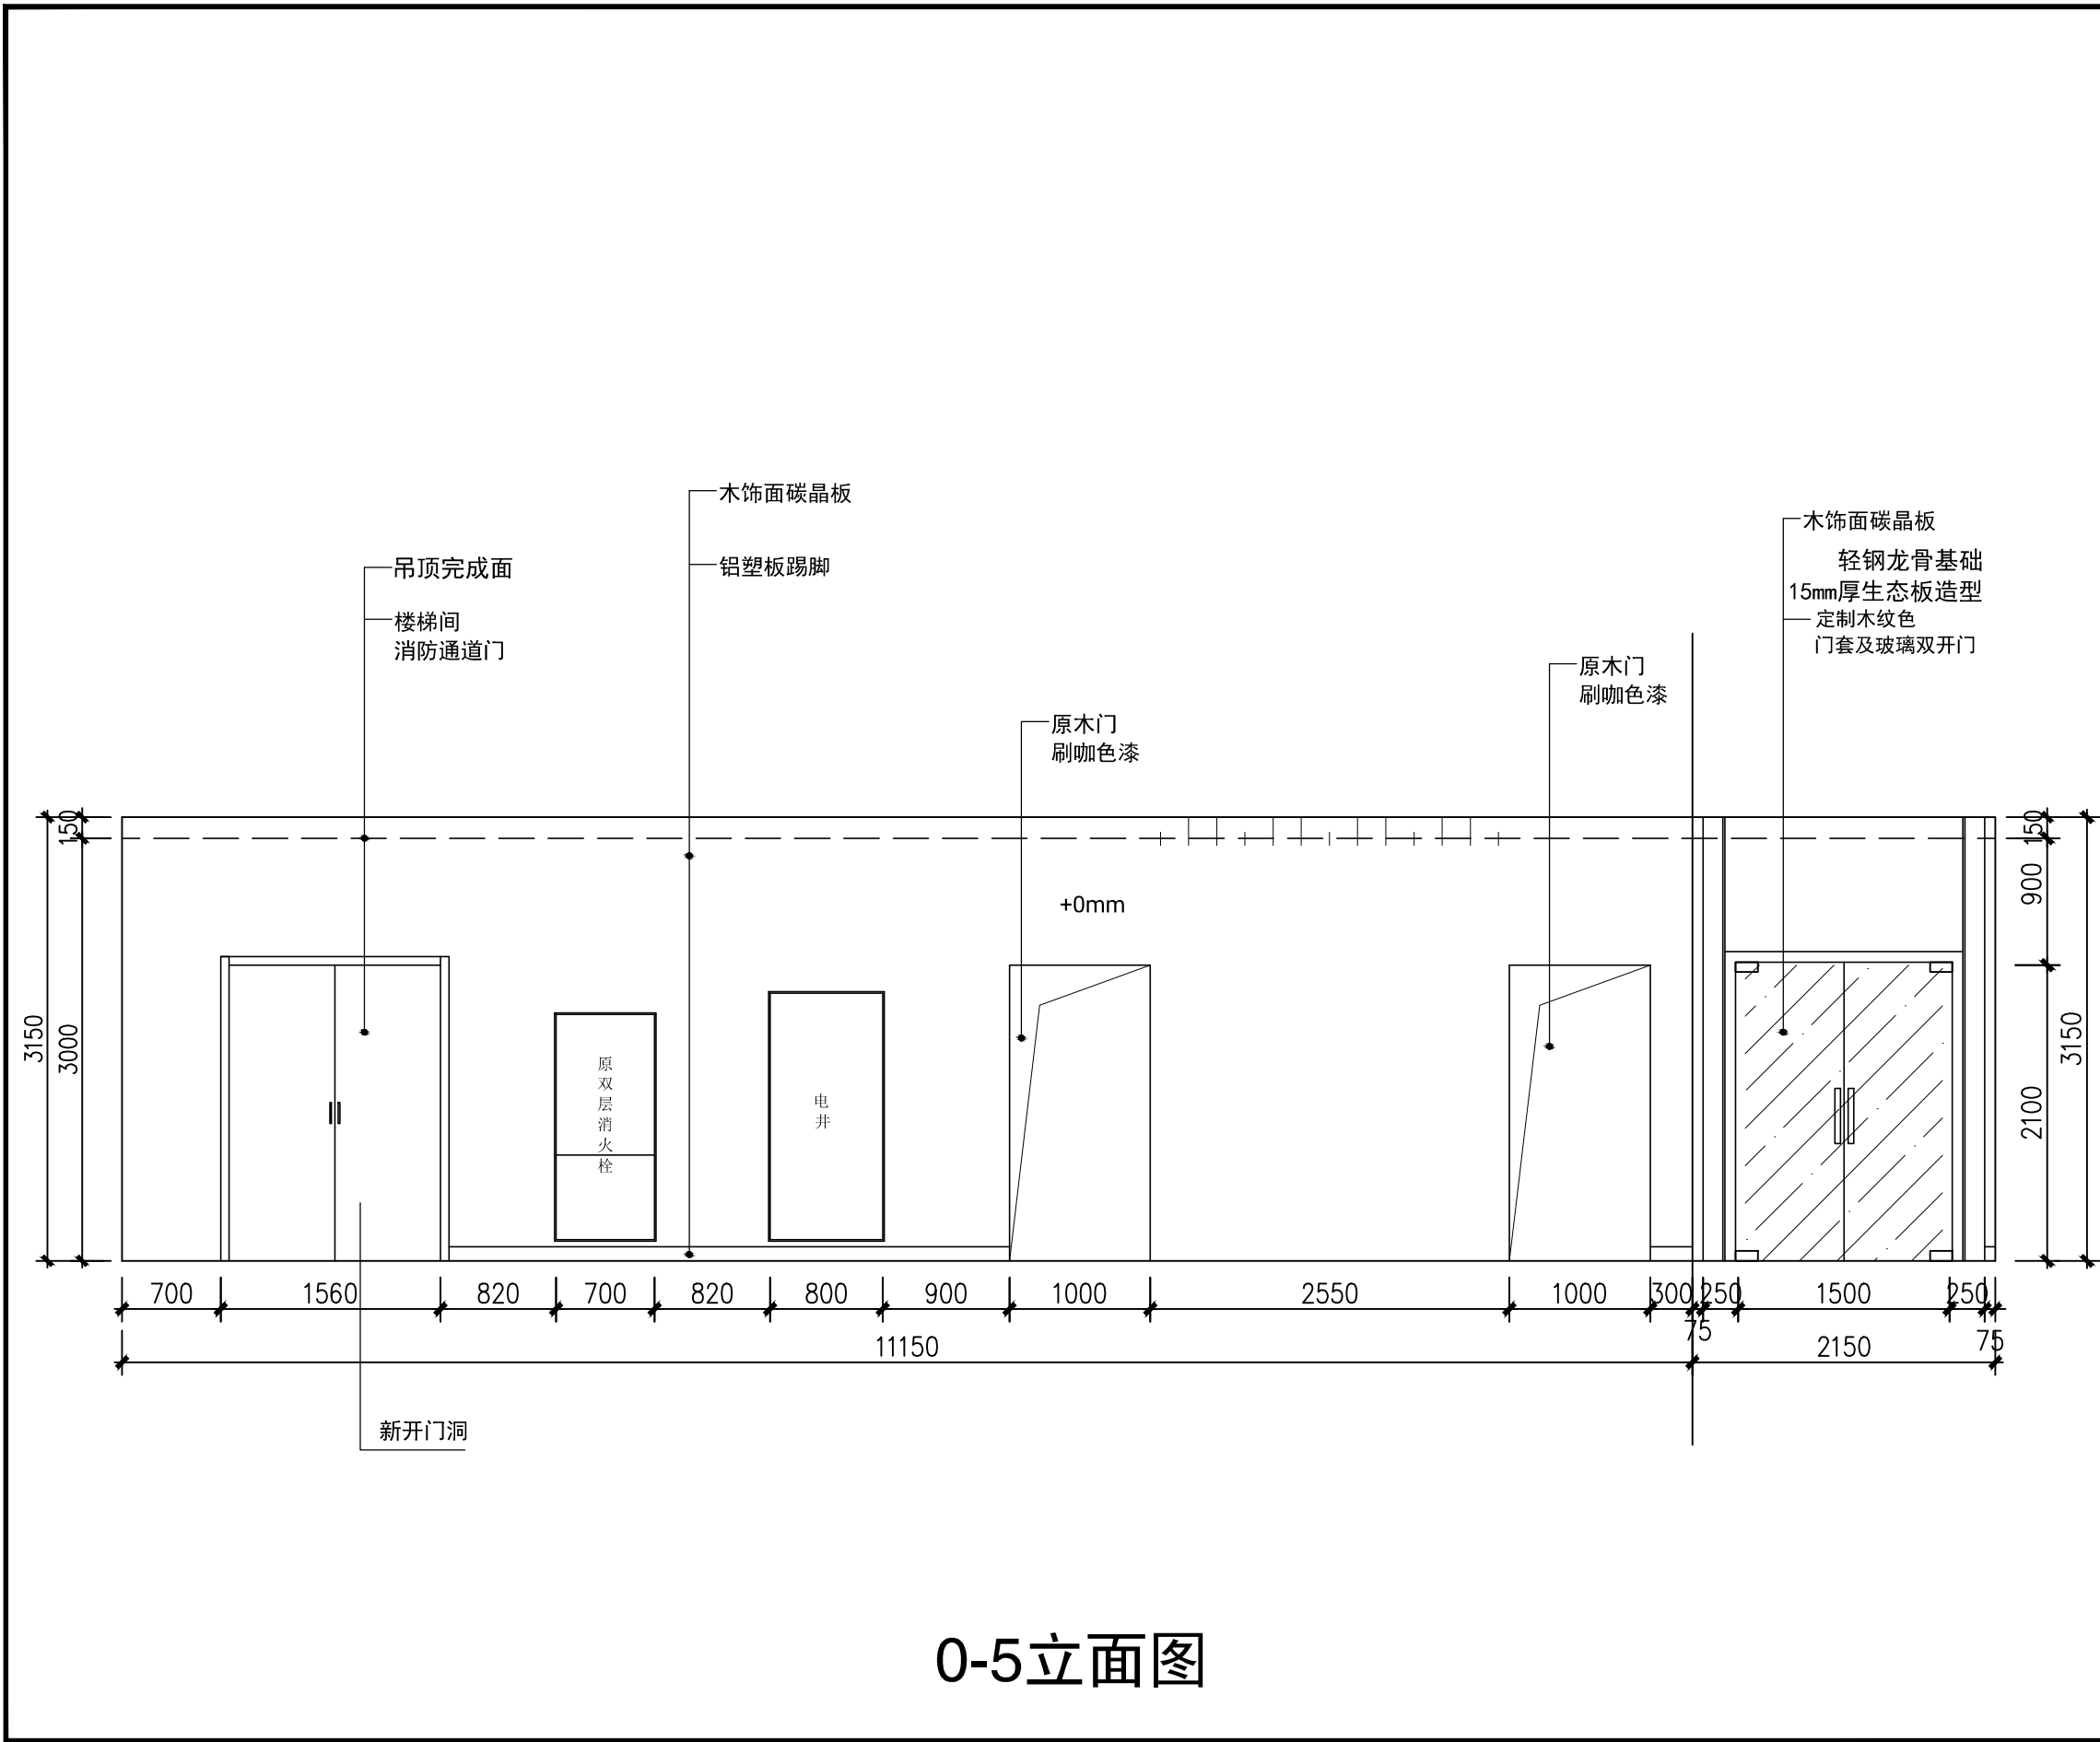 木饰面碳晶板
木饰面碳晶板
吊顶完成面
铝塑板踢脚
轻钢龙骨基础
15mm厚生态板造型
楼梯间
消防通道门
定制木纹色
门套及玻璃双开门
原木门
刷咖色漆
原木门
刷咖色漆
150
150
900
+0mm
3150
3000
3150
2100
原双层消火栓
电井
700
1560
820
700
820
800
900
1000
2550
1000
300
250
1500
250
75
75
11150
2150
新开门洞
0-5立面图